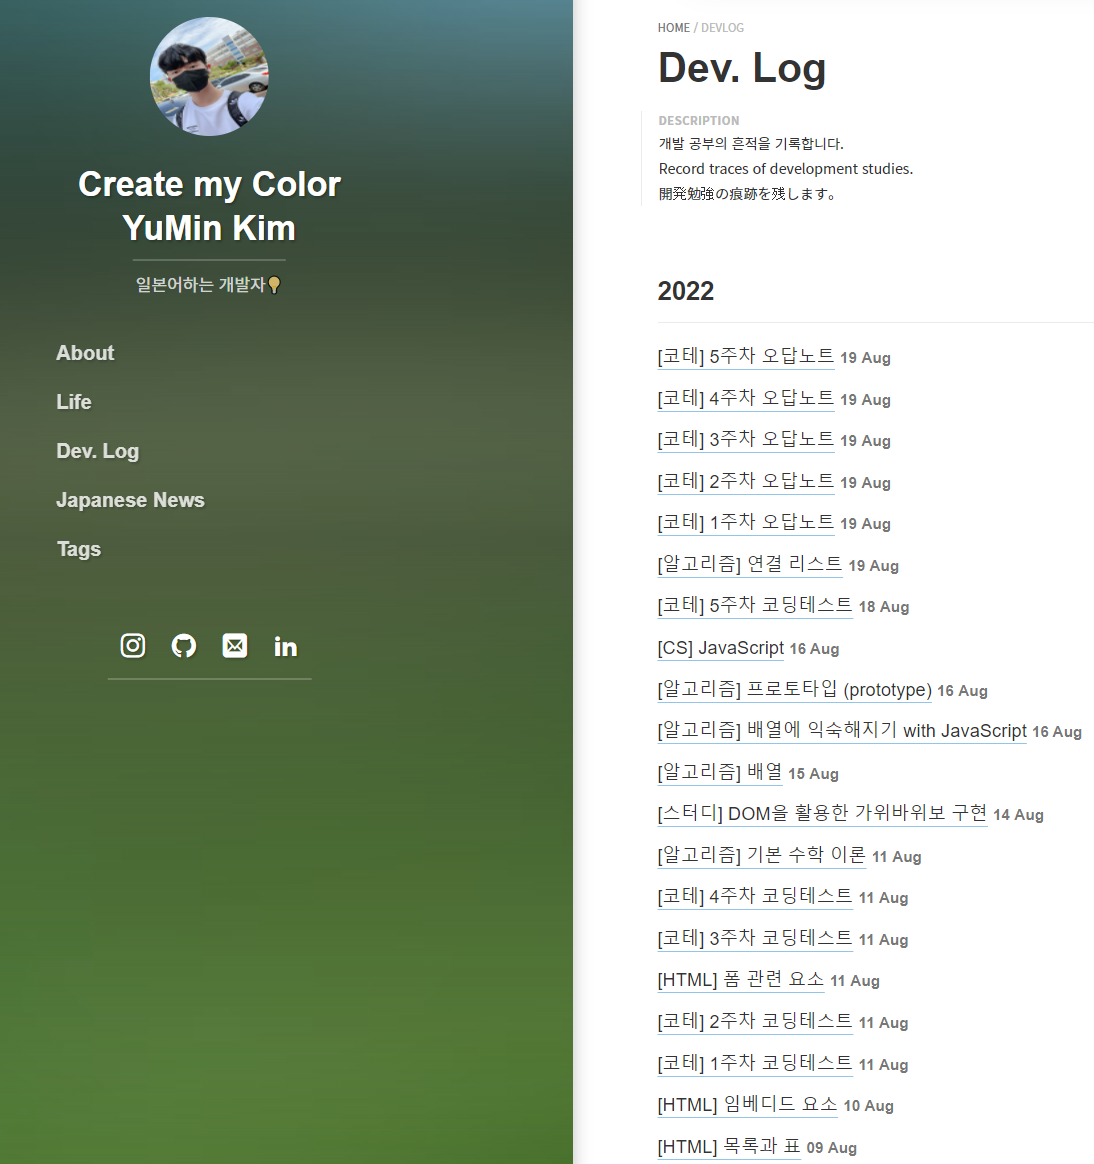 Create my Color
YuMin Kim
일본어하는 개발자
About
Life
Dev. Log
Japanese News
Tags
HOME / DEVLOG
Dev. Log
DESCRIPTION
개발 공부의 흔적을 기록합니다.
Record traces of development studies.
開発勉強の痕跡を残します。
2022
[코테] 5주차 오답노트 19 Aug
[코테] 4주차 오답노트 19 Aug
[코테] 3주차 오답노트 19 Aug
[코테] 2주차 오답노트 19 Aug
[코테] 1주차 오답노트 19 Aug
[알고리즘] 연결 리스트 19 Aug
[코테] 5주차 코딩테스트 18 Aug
[CS] JavaScript 16 Aug
[알고리즘] 프로토타입 (prototype) 16 Aug
[알고리즘] 배열에 익숙해지기 with JavaScript 16 Aug
[알고리즘] 배열 15 Aug
[스터디] DOM을 활용한 가위바위보 구현 14 Aug
[알고리즘] 기본 수학 이론 11 Aug
[코테] 4주차 코딩테스트 11 Aug
[코테] 3주차 코딩테스트 11 Aug
[HTML] 폼 관련 요소 11 Aug
[코테] 2주차 코딩테스트 11 Aug
[코테] 1주차 코딩테스트 11 Aug
[HTML] 임베디드 요소 10 Aug
[HTML] 목록과 표 09 Aug